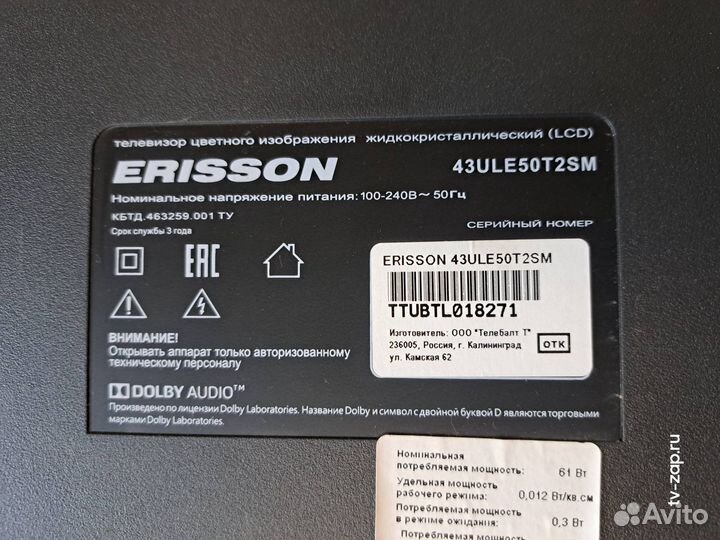 телевизор цветного изображения жидкокристаллический (LCD)
ERISSON 43ULE50T2SM
Номинальное напряжение питания: 100-240В~ 50Гц
КБТД.463259.001 ТУ
Срок службы 3 года
СЕРИЙНЫЙ НОМЕР
EAC
ERISSON 43ULE50T2SM
TTUBTL018271
Изготовитель: ООО "Телебалт Т"
236005, Россия, г. Калининград
ул. Камская 62
ОТК
ВНИМАНИЕ!
Открывать аппарат только авторизованному
техническому персоналу
DOLBY AUDIO™
Произведено по лицензии Dolby Laboratories. Название Dolby и символ с двойной буквой D являются торговыми
марками Dolby Laboratories.
Номинальная
потребляемая мощность: 61 Вт
Удельная мощность
рабочего режима: 0,012 Вт/кв.см
Потребляемая мощность
в режиме ожидания: 0,3 Вт
Потребляемая мощность
tv-zap.ru
Avito